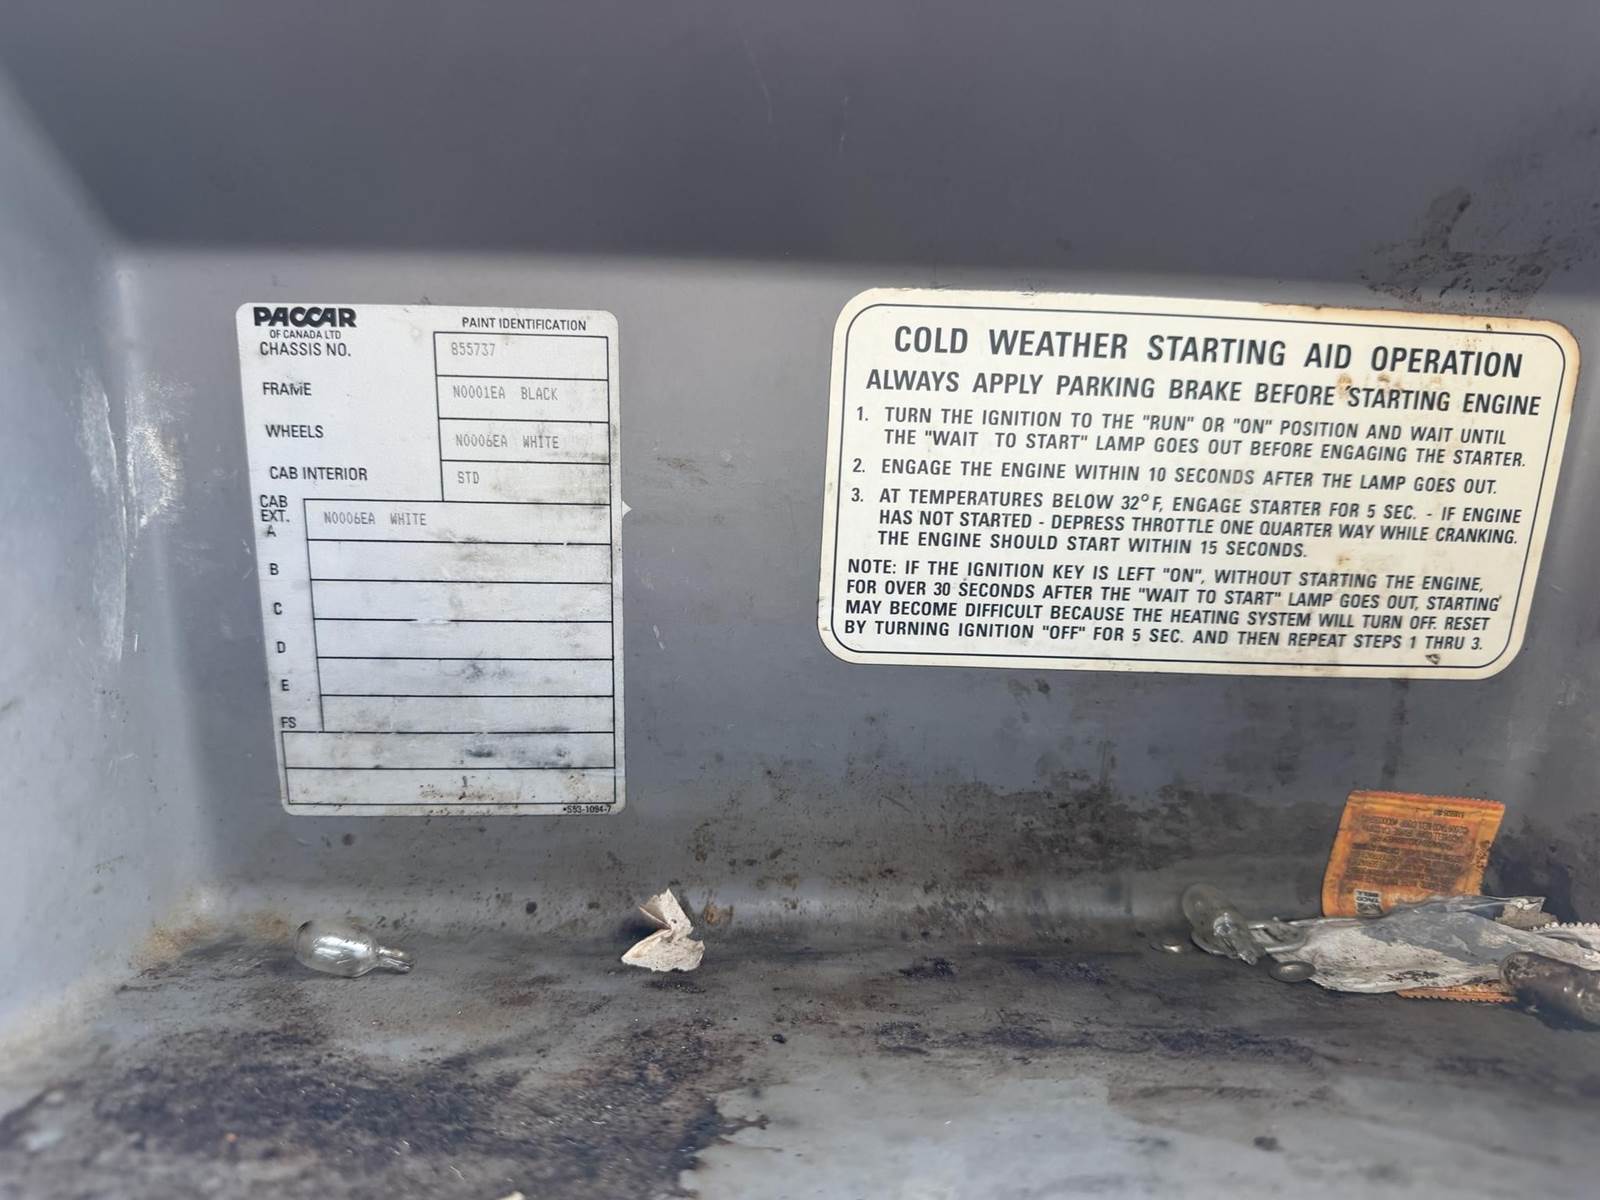 PACCAR
OF CANADA LTD
PAINT IDENTIFICATION
CHASSIS NO. 855737
FRAME N0001EA BLACK
WHEELS N0006EA WHITE
CAB INTERIOR STD
CAB
EXT.
A N0006EA WHITE
B
C
D
E
FS
COLD WEATHER STARTING AID OPERATION
ALWAYS APPLY PARKING BRAKE BEFORE STARTING ENGINE
1. TURN THE IGNITION TO THE "RUN" OR "ON" POSITION AND WAIT UNTIL
THE "WAIT TO START" LAMP GOES OUT BEFORE ENGAGING THE STARTER.
2. ENGAGE THE ENGINE WITHIN 10 SECONDS AFTER THE LAMP GOES OUT.
3. AT TEMPERATURES BELOW 32°F, ENGAGE STARTER FOR 5 SEC. - IF ENGINE
HAS NOT STARTED - DEPRESS THROTTLE ONE QUARTER WAY WHILE CRANKING.
THE ENGINE SHOULD START WITHIN 15 SECONDS.
NOTE: IF THE IGNITION KEY IS LEFT "ON", WITHOUT STARTING THE ENGINE,
FOR OVER 30 SECONDS AFTER THE "WAIT TO START" LAMP GOES OUT, STARTING
MAY BECOME DIFFICULT BECAUSE THE HEATING SYSTEM WILL TURN OFF. RESET
BY TURNING IGNITION "OFF" FOR 5 SEC. AND THEN REPEAT STEPS 1 THRU 3.